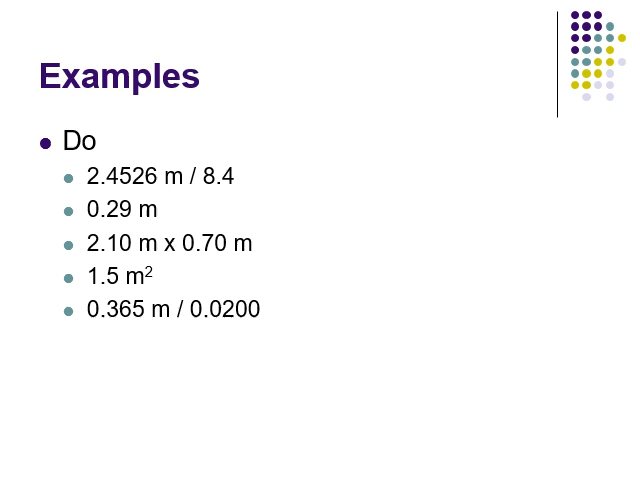 Examples
Do
2.4526 m / 8.4
0.29 m
2.10 m x 0.70 m
1.5 m²
0.365 m / 0.0200